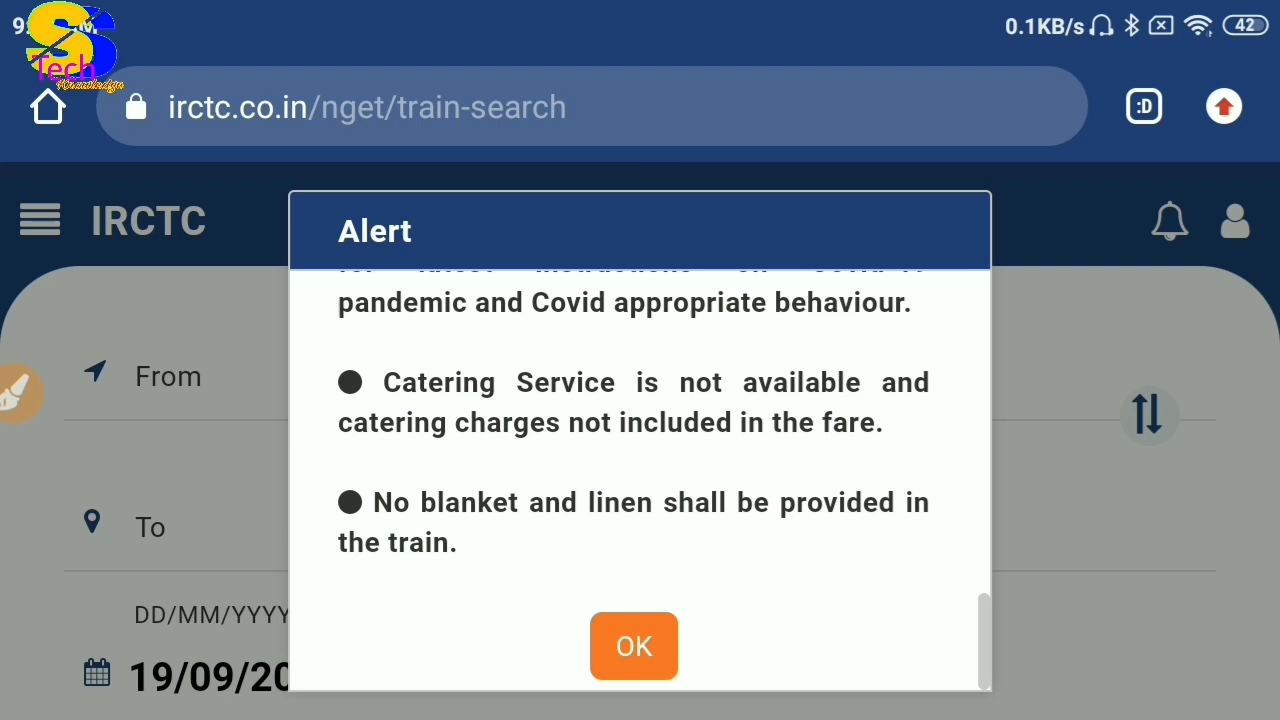 0.1KB/s 42
Tech
Knowledge
irctc.co.in/nget/train-search
:D
IRCTC
Alert
pandemic and Covid appropriate behaviour.
From
● Catering Service is not available and
catering charges not included in the fare.
● No blanket and linen shall be provided in
To
the train.
DD/MM/YYYY
OK
19/09/20